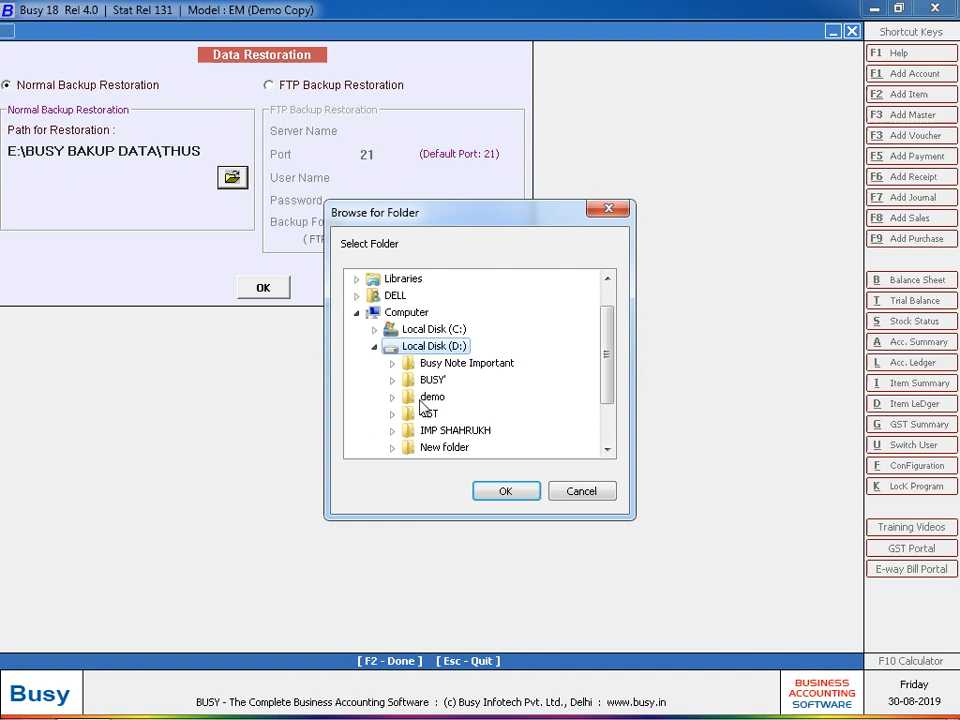 B Busy 18 Rel 4.0 | Stat Rel 131 | Model : EM (Demo Copy)
Data Restoration
Normal Backup Restoration
FTP Backup Restoration
Normal Backup Restoration
Path for Restoration :
E:\BUSY BAKUP DATA\THUS
FTP Backup Restoration
Server Name
Port 21 (Default Port: 21)
User Name
Password
Backup Fo
( FT
OK
Browse for Folder
Select Folder
Libraries
DELL
Computer
Local Disk (C:)
Local Disk (D:)
Busy Note Important
BUSY'
demo
IMP SHAHRUKH
New folder
OK
Cancel
Shortcut Keys
F1 Help
F1 Add Account
F2 Add Item
F3 Add Master
F3 Add Voucher
F5 Add Payment
F6 Add Receipt
F7 Add Journal
F8 Add Sales
F9 Add Purchase
B Balance Sheet
T Trial Balance
S Stock Status
A Acc. Summary
L Acc. Ledger
I Item Summary
D Item LeDger
G GST Summary
U Switch User
F ConFiguration
K LocK Program
Training Videos
GST Portal
E-way Bill Portal
[ F2 - Done ] [ Esc - Quit ]
F10 Calculator
Busy
BUSY - The Complete Business Accounting Software : (c) Busy Infotech Pvt. Ltd., Delhi : www.busy.in
BUSINESS
ACCOUNTING
SOFTWARE
Friday
30-08-2019